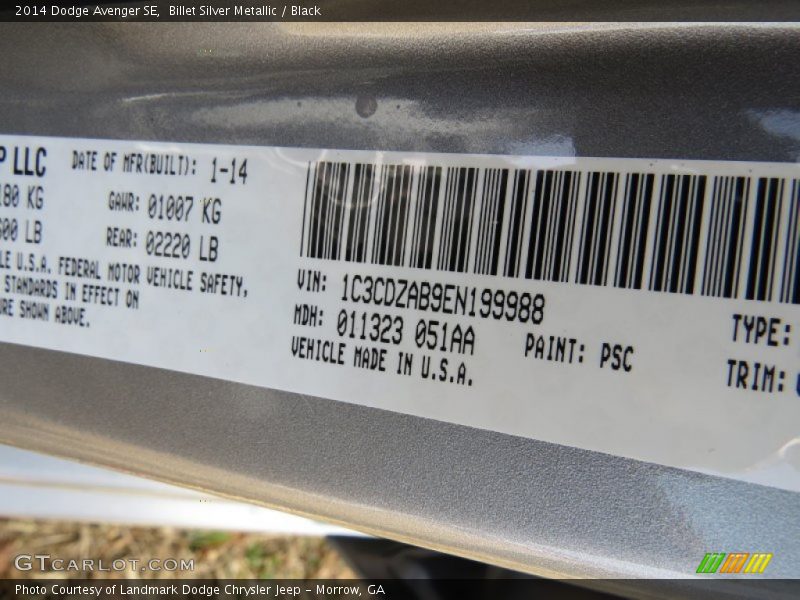 2014 Dodge Avenger SE,  Billet Silver Metallic / Black
P LLC
DATE OF MFR(BUILT): 1-14
180 KG
GAWR: 01007 KG
600 LB
REAR: 02220 LB
LE U.S.A. FEDERAL MOTOR VEHICLE SAFETY,
STANDARDS IN EFFECT ON
URE SHOWN ABOVE.
VIN: 1C3CDZAB9EN199988
MDH: 011323 051AA
PAINT: PSC
VEHICLE MADE IN U.S.A.
TYPE:
TRIM:
GTCARLOT.COM
Photo Courtesy of Landmark Dodge Chrysler Jeep – Morrow, GA